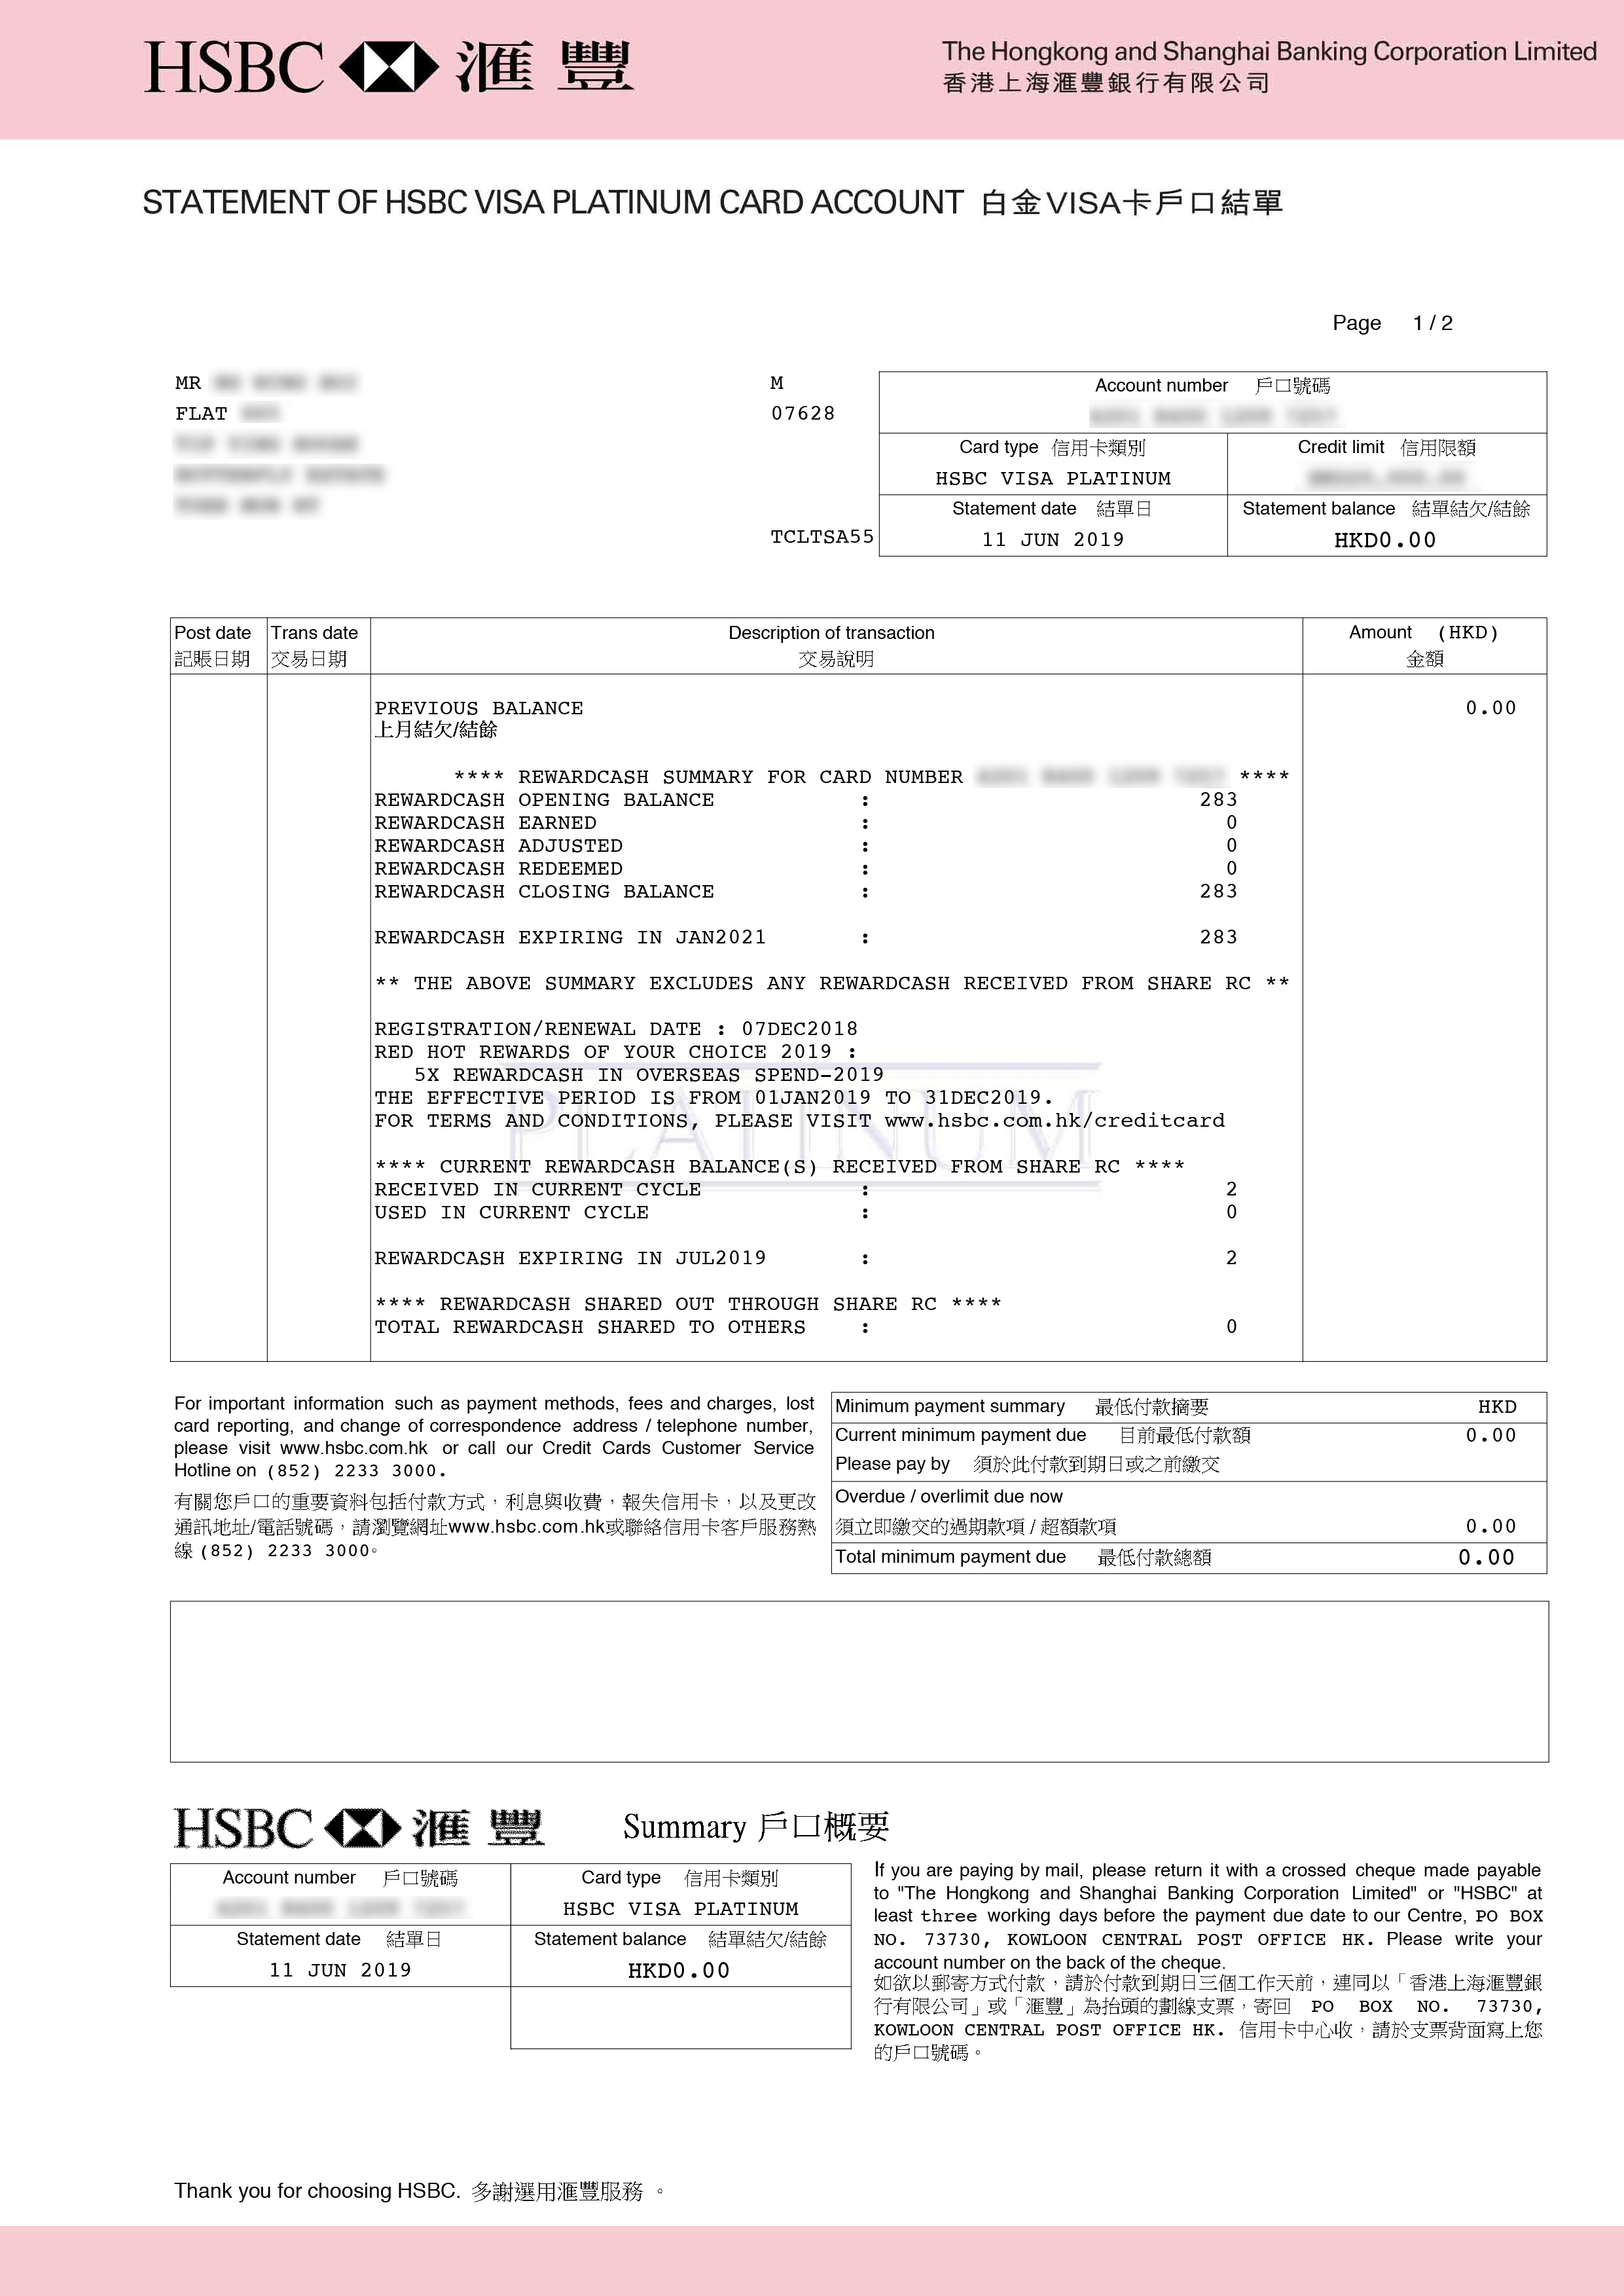 HSBC 滙豐
The Hongkong and Shanghai Banking Corporation Limited
香港上海滙豐銀行有限公司
STATEMENT OF HSBC VISA PLATINUM CARD ACCOUNT 白金VISA卡戶口結單
Page 1 / 2
MR
FLAT
M
07628
TCLTSA55
Account number 戶口號碼
Card type 信用卡類別 Credit limit 信用限額
HSBC VISA PLATINUM
Statement date 結單日 Statement balance 結單結欠/結餘
11 JUN 2019 HKD0.00
Post date Trans date Description of transaction Amount (HKD)
記賬日期 交易日期 交易說明 金額
PREVIOUS BALANCE 0.00
上月結欠/結餘
**** REWARDCASH SUMMARY FOR CARD NUMBER ****
REWARDCASH OPENING BALANCE : 283
REWARDCASH EARNED : 0
REWARDCASH ADJUSTED : 0
REWARDCASH REDEEMED : 0
REWARDCASH CLOSING BALANCE : 283
REWARDCASH EXPIRING IN JAN2021 : 283
** THE ABOVE SUMMARY EXCLUDES ANY REWARDCASH RECEIVED FROM SHARE RC **
REGISTRATION/RENEWAL DATE : 07DEC2018
RED HOT REWARDS OF YOUR CHOICE 2019 :
5X REWARDCASH IN OVERSEAS SPEND-2019
THE EFFECTIVE PERIOD IS FROM 01JAN2019 TO 31DEC2019.
FOR TERMS AND CONDITIONS, PLEASE VISIT www.hsbc.com.hk/creditcard
PLATINUM
**** CURRENT REWARDCASH BALANCE(S) RECEIVED FROM SHARE RC ****
RECEIVED IN CURRENT CYCLE : 2
USED IN CURRENT CYCLE : 0
REWARDCASH EXPIRING IN JUL2019 : 2
**** REWARDCASH SHARED OUT THROUGH SHARE RC ****
TOTAL REWARDCASH SHARED TO OTHERS : 0
For important information such as payment methods, fees and charges, lost
card reporting, and change of correspondence address / telephone number,
please visit www.hsbc.com.hk or call our Credit Cards Customer Service
Hotline on (852) 2233 3000.
有關您戶口的重要資料包括付款方式，利息與收費，報失信用卡，以及更改
通訊地址/電話號碼，請瀏覽網址www.hsbc.com.hk或聯絡信用卡客戶服務熱
線 (852) 2233 3000。
Minimum payment summary 最低付款摘要 HKD
Current minimum payment due 目前最低付款額 0.00
Please pay by 須於此付款到期日或之前繳交
Overdue / overlimit due now
須立即繳交的過期款項 / 超額款項 0.00
Total minimum payment due 最低付款總額 0.00
HSBC 滙豐 Summary 戶口概要
Account number 戶口號碼 Card type 信用卡類別
HSBC VISA PLATINUM
Statement date 結單日 Statement balance 結單結欠/結餘
11 JUN 2019 HKD0.00
If you are paying by mail, please return it with a crossed cheque made payable
to "The Hongkong and Shanghai Banking Corporation Limited" or "HSBC" at
least three working days before the payment due date to our Centre, PO BOX
NO. 73730, KOWLOON CENTRAL POST OFFICE HK. Please write your
account number on the back of the cheque.
如欲以郵寄方式付款，請於付款到期日三個工作天前，連同以「香港上海滙豐銀
行有限公司」或「滙豐」為抬頭的劃線支票，寄回 PO BOX NO. 73730,
KOWLOON CENTRAL POST OFFICE HK. 信用卡中心收，請於支票背面寫上您
的戶口號碼。
Thank you for choosing HSBC. 多謝選用滙豐服務 。